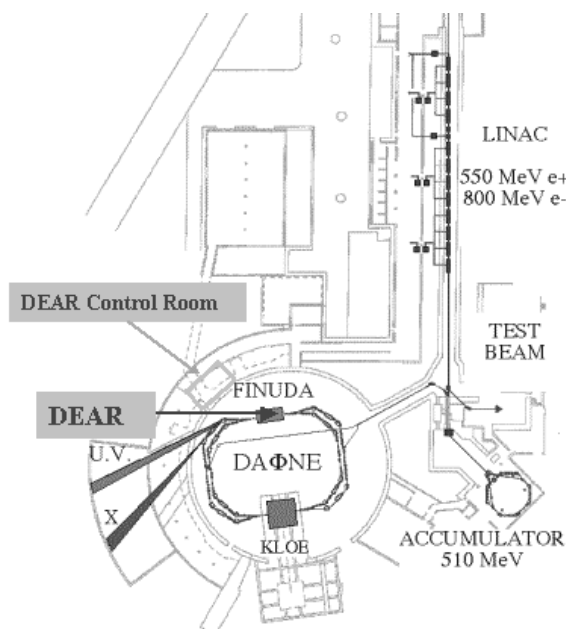 LINAC
550 MeV e+
800 MeV e-
DEAR Control Room
TEST
BEAM
FINUDA
DEAR
U.V.
DAΦNE
X
KLOE
ACCUMULATOR
510 MeV